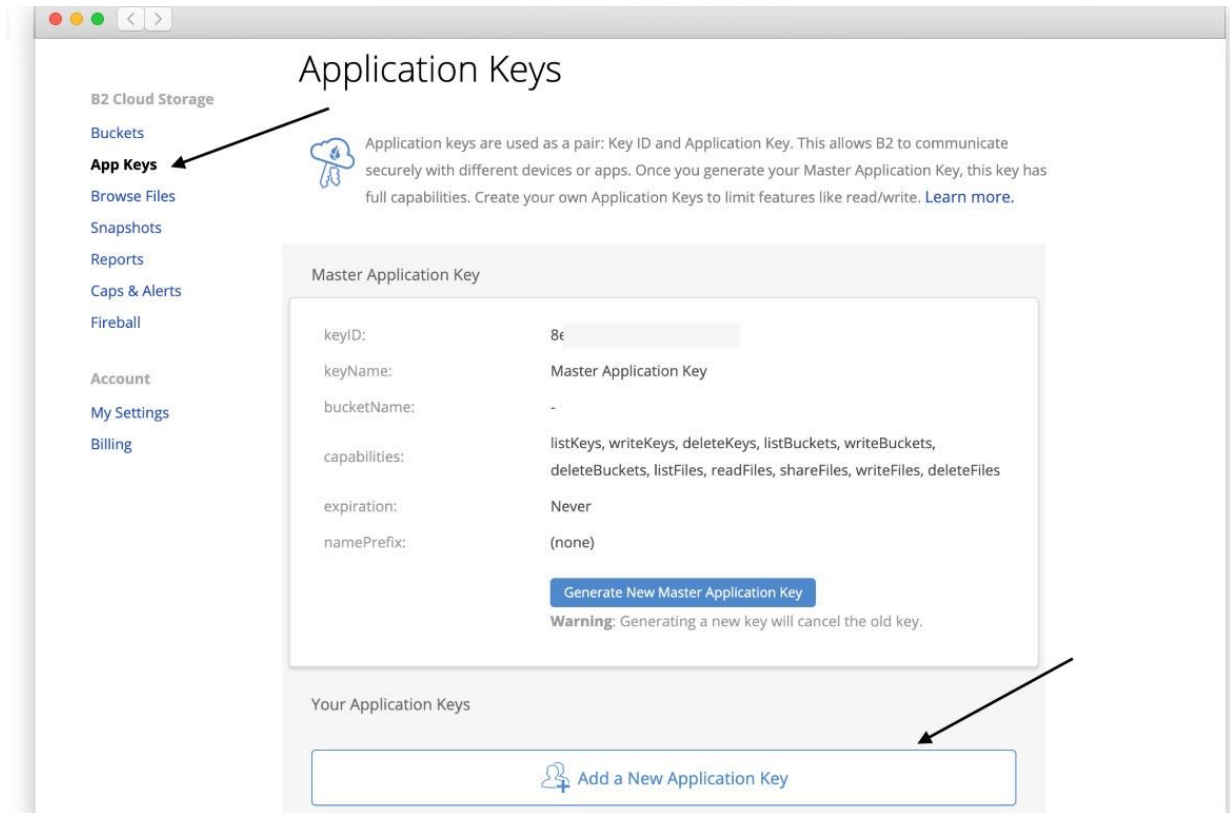 Application Keys
B2 Cloud Storage
Buckets
App Keys
Browse Files
Snapshots
Reports
Caps & Alerts
Fireball
Account
My Settings
Billing
Application keys are used as a pair: Key ID and Application Key. This allows B2 to communicate
securely with different devices or apps. Once you generate your Master Application Key, this key has
full capabilities. Create your own Application Keys to limit features like read/write. Learn more.
Master Application Key
keyID: 8e
keyName: Master Application Key
bucketName: -
capabilities: listKeys, writeKeys, deleteKeys, listBuckets, writeBuckets,
deleteBuckets, listFiles, readFiles, shareFiles, writeFiles, deleteFiles
expiration: Never
namePrefix: (none)
Generate New Master Application Key
Warning: Generating a new key will cancel the old key.
Your Application Keys
Add a New Application Key